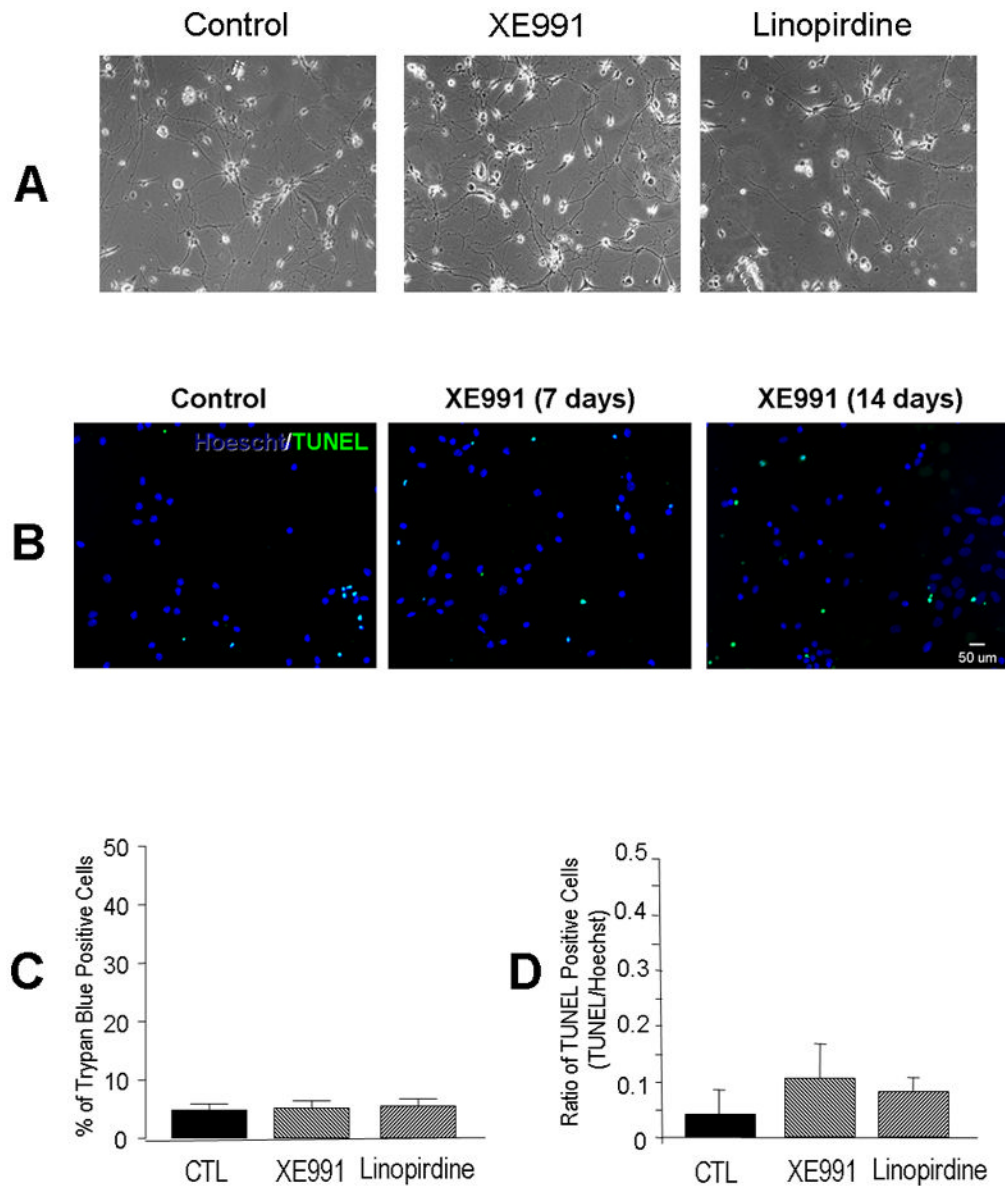 Control XE991 Linopirdine
A
Control XE991 (7 days) XE991 (14 days)
Hoescht/TUNEL
B
50 um
C
% of Trypan Blue Positive Cells
50
40
30
20
10
0
CTL XE991 Linopirdine
D
Ratio of TUNEL Positive Cells
(TUNEL/Hoechst)
0.5
0.4
0.3
0.2
0.1
0
CTL XE991 Linopirdine